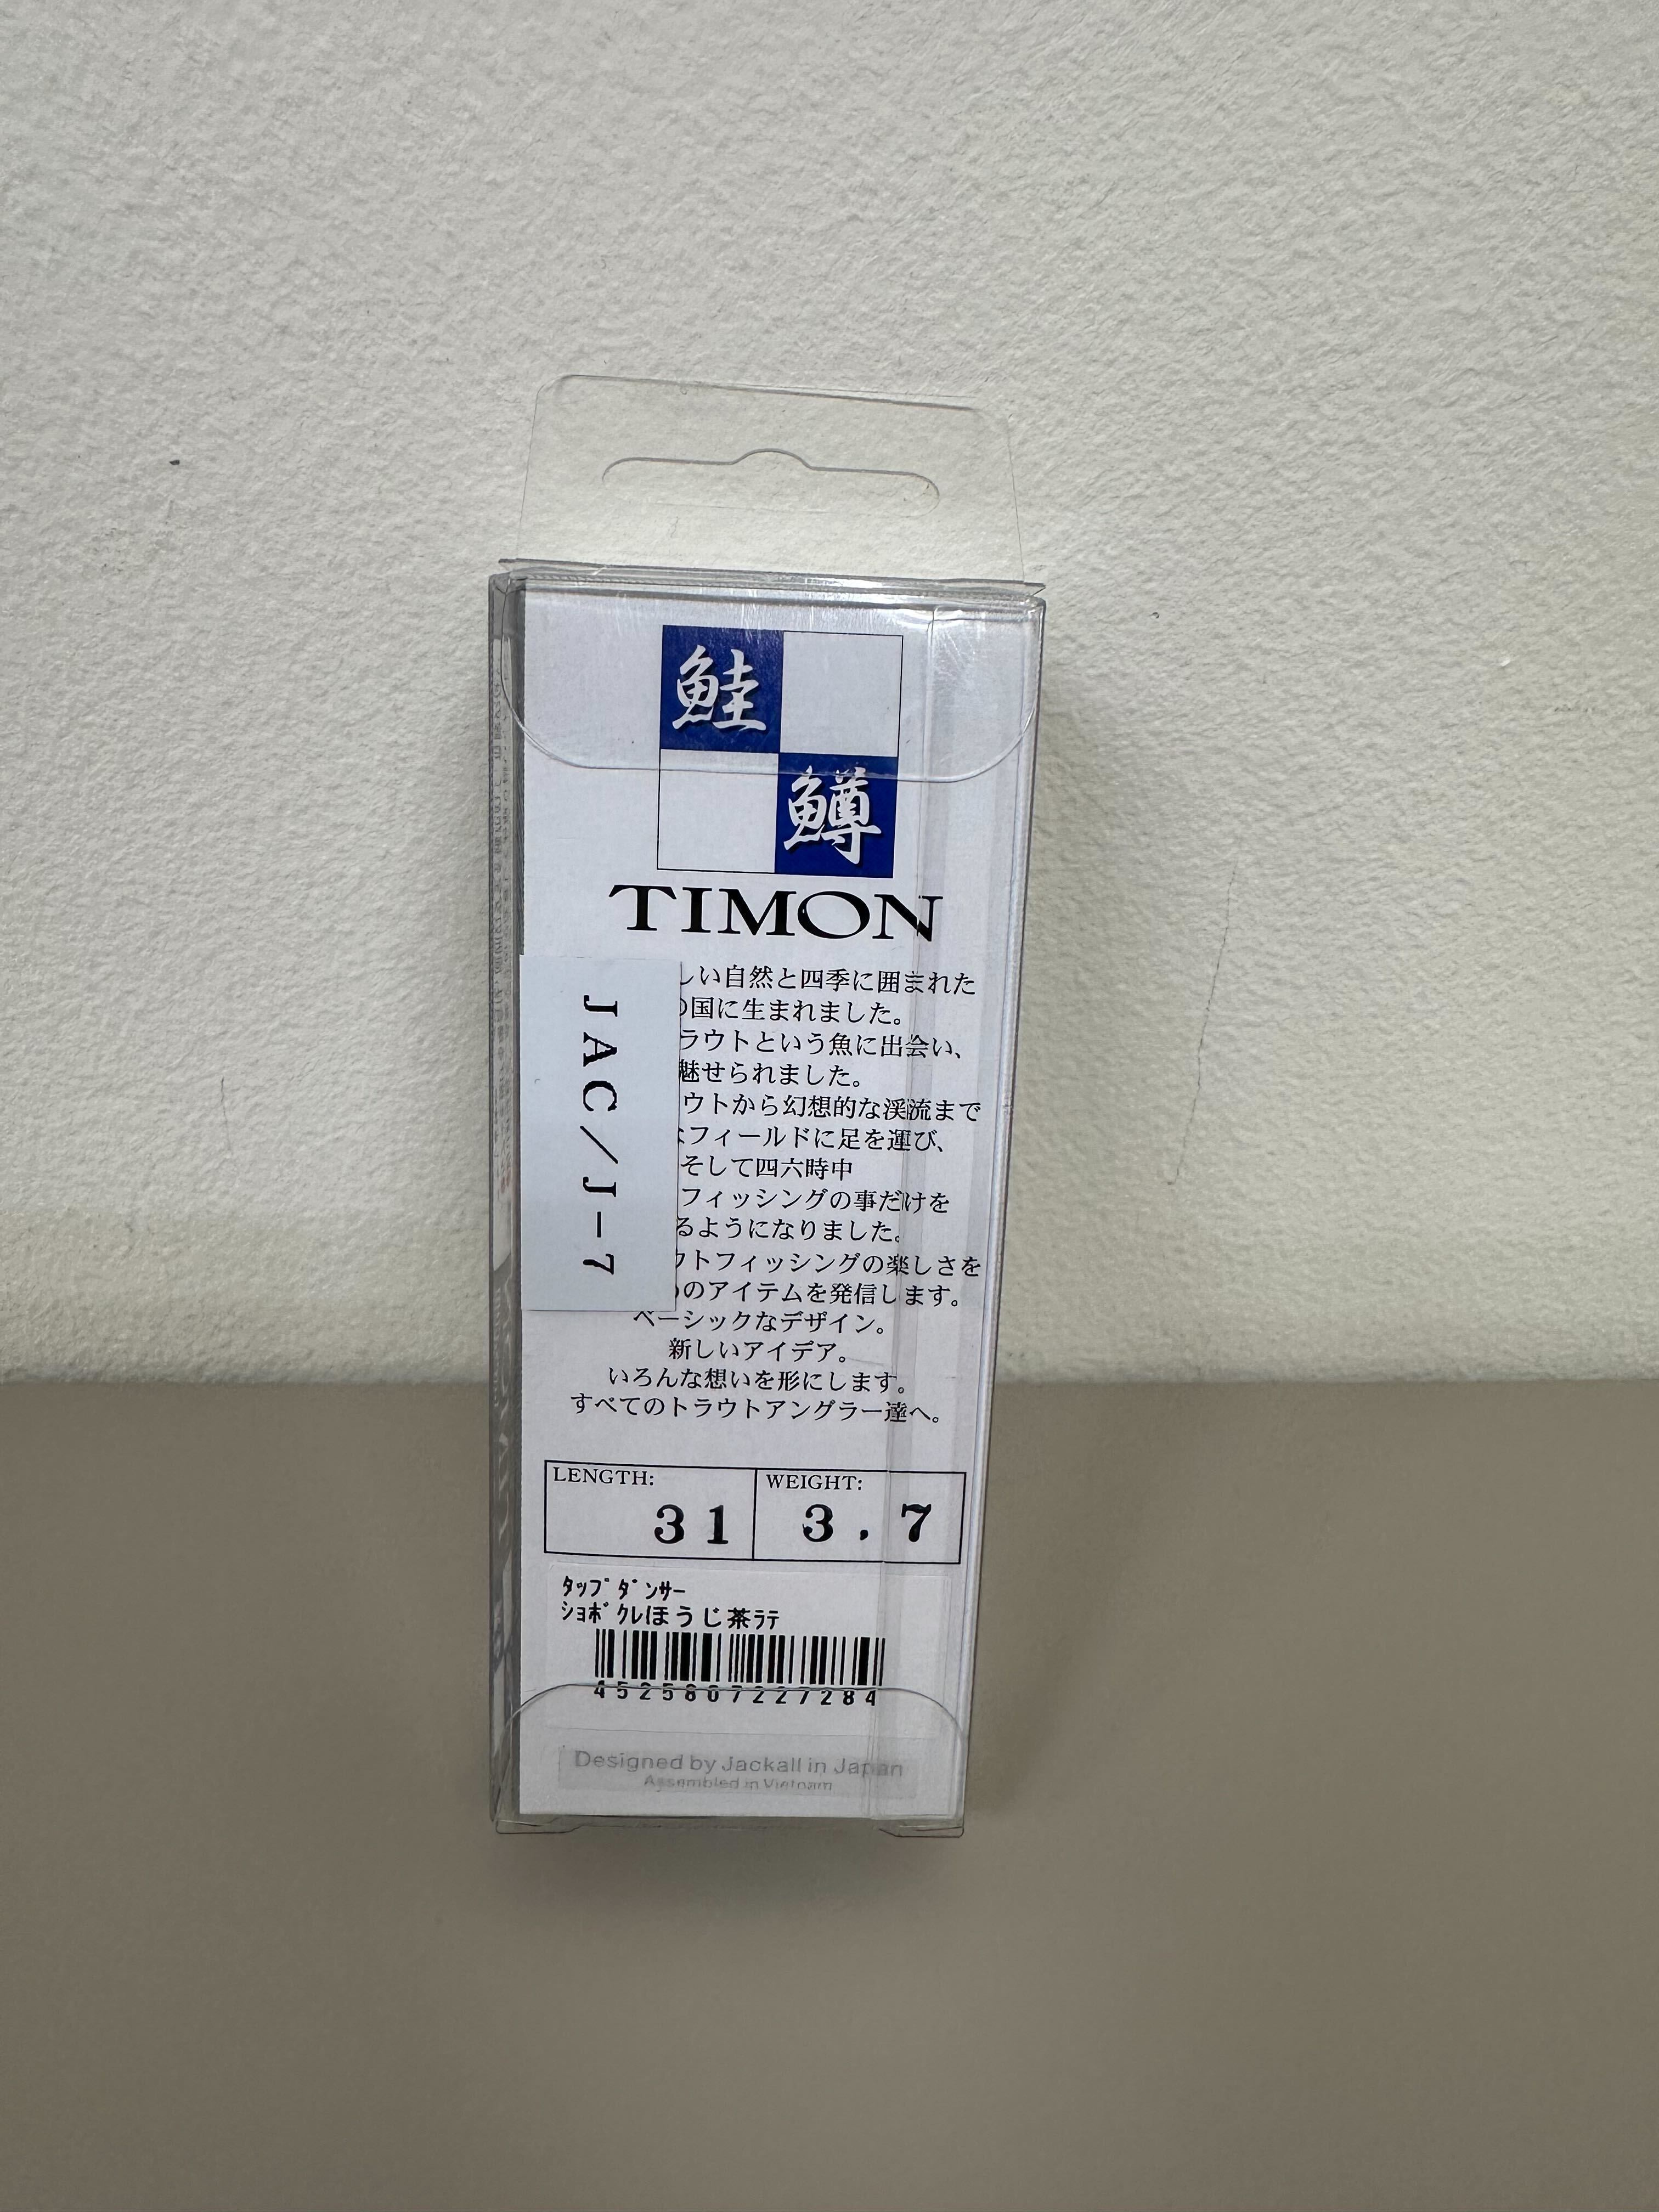 鮭
鱒
TIMON
しい自然と四季に囲まれた
国に生まれました。
ラウトという魚に出会い、
魅せられました。
ウトから幻想的な渓流まで
フィールドに足を運び、
そして四六時中
フィッシングの事だけを
るようになりました。
ウトフィッシングの楽しさを
のアイテムを発信します。
ベーシックなデザイン。
新しいアイデア。
いろんな想いを形にします。
すべてのトラウトアングラー達へ。
JAC/J-7
LENGTH: WEIGHT:
31 3.7
ﾀｯﾌﾟﾀﾞﾝｻｰ
ｼｮﾎﾞｸﾚほうじ茶ﾗﾃ
4525807227284
Designed by Jackall in Japan
Assembled in Vietnam